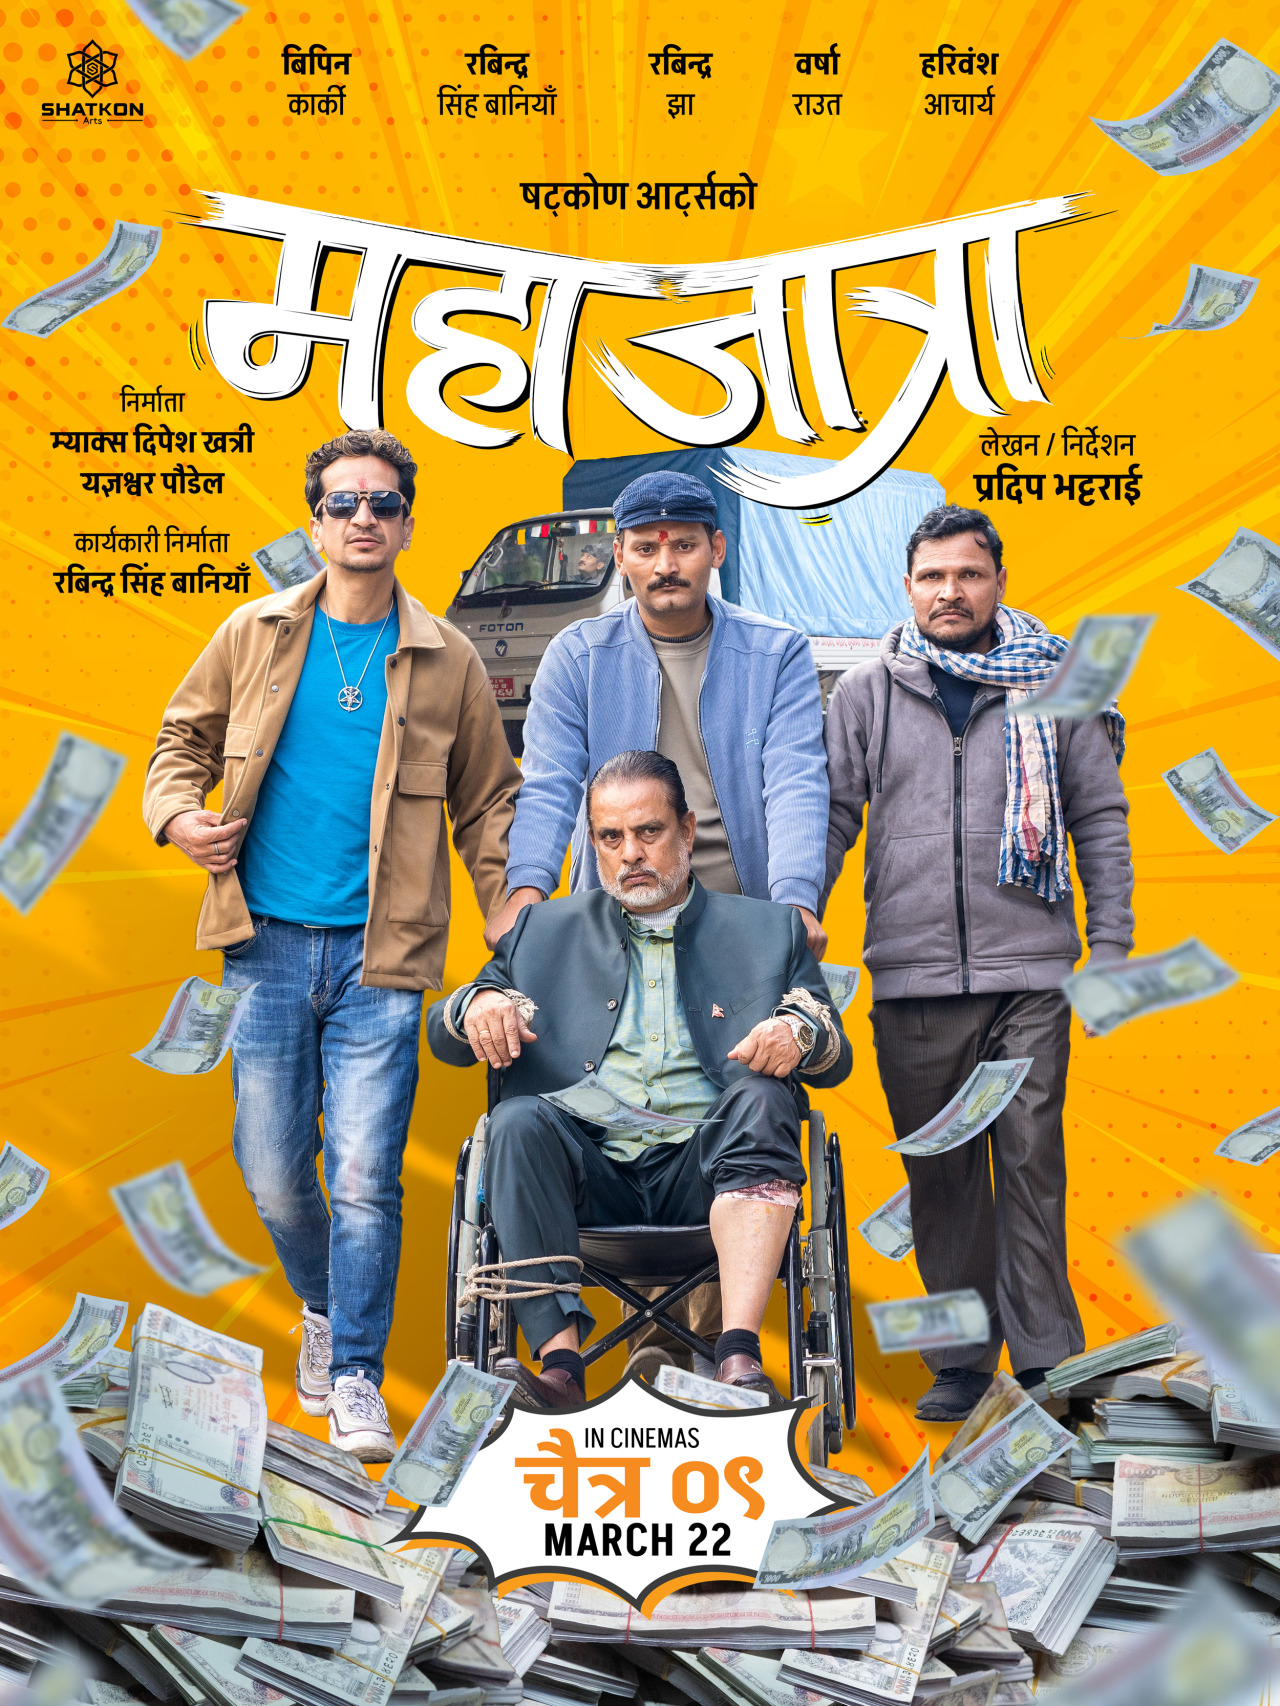 SHATKON
Arts
बिपिन
कार्की
रबिन्द्र
सिंह बानियाँ
रबिन्द्र
झा
वर्षा
राउत
हरिवंश
आचार्य
षट्कोण आर्ट्सको
महाजात्रा
निर्माता
म्याक्स दिपेश खत्री
यज्ञश्वर पौडेल
कार्यकारी निर्माता
रबिन्द्र सिंह बानियाँ
लेखन / निर्देशन
प्रदिप भट्टराई
FOTON
IN CINEMAS
चैत्र ०९
MARCH 22